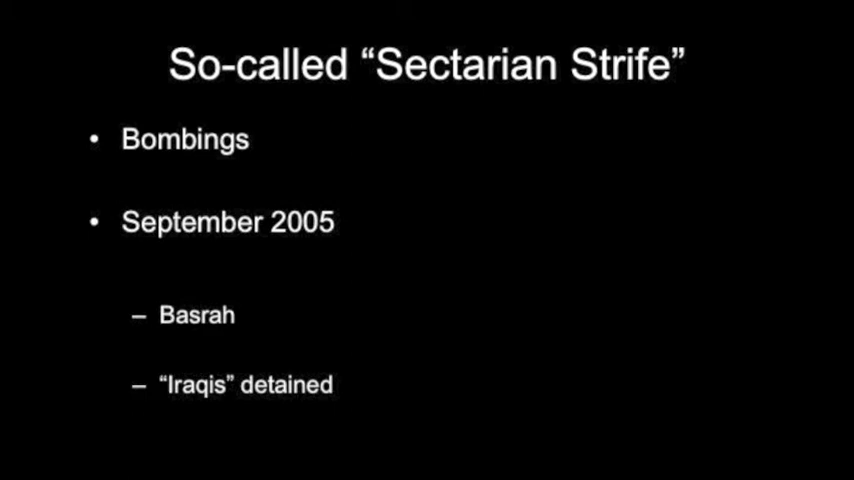 So-called “Sectarian Strife”
• Bombings
• September 2005
– Basrah
– “Iraqis” detained